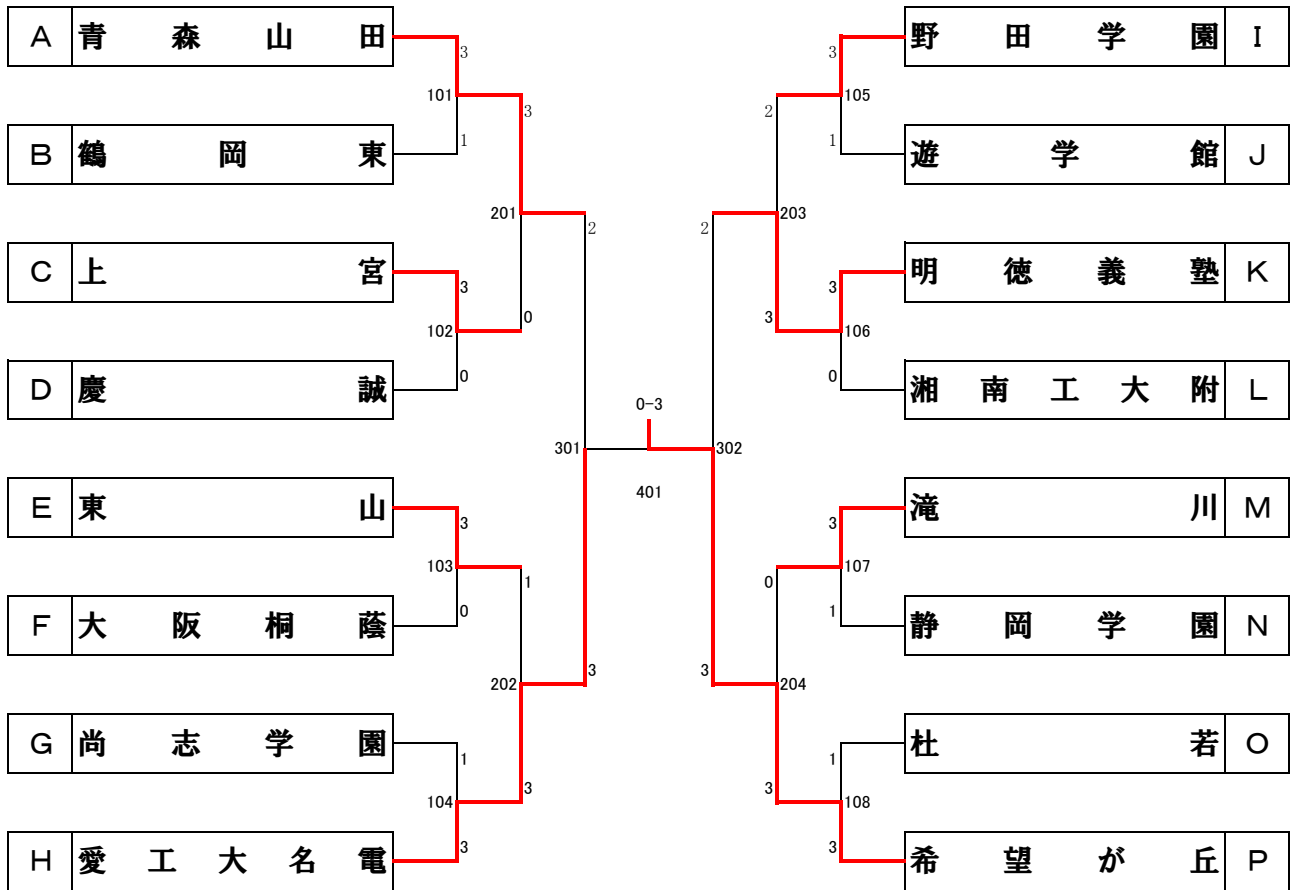 A 青森山田
3
101
1
B 鶴岡東
3
201
0
C 上宮
3
102
0
D 慶誠
2
301
3
E 東山
3
103
0
F 大阪桐蔭
1
202
3
G 尚志学園
1
104
3
H 愛工大名電
0-3
401
野田学園 I
3
105
1
遊学館 J
2
203
3
明徳義塾 K
3
106
0
湘南工大附 L
2
302
3
滝川 M
3
107
1
静岡学園 N
0
204
3
杜若 O
1
108
3
希望が丘 P